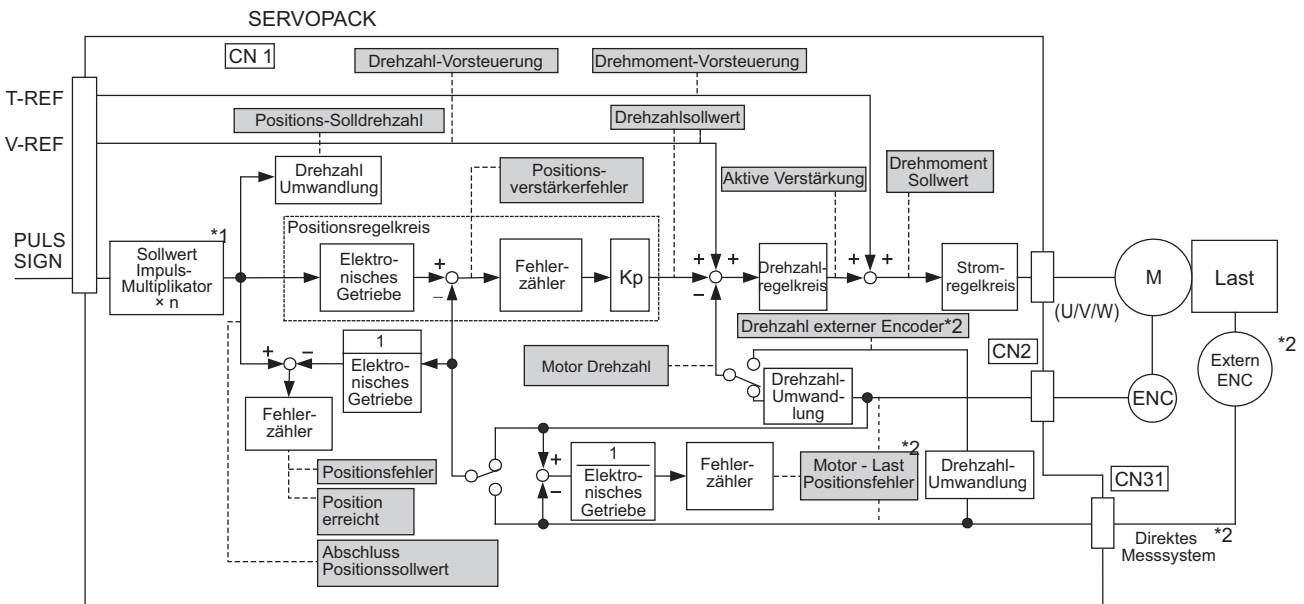 SERVOPACK
CN 1
Drehzahl-Vorsteuerung
Drehmoment-Vorsteuerung
T-REF
Positions-Solldrehzahl
Drehzahlsollwert
V-REF
Drehzahl
Umwandlung
Positions-
verstärkerfehler
Aktive Verstärkung
Drehmoment
Sollwert
PULS
SIGN
*1
Sollwert
Impuls-
Multiplikator
× n
Positionsregelkreis
Elektro-
nisches
Getriebe
+
–
Fehler-
zähler
Kp
+
+
–
+
Drehzahl-
regelkreis
+
+
Strom-
regelkreis
M
Last
(U/V/W)
Drehzahl externer Encoder*2
CN2
*2
Extern
ENC
+
–
1
Elektro-
nisches
Getriebe
Motor Drehzahl
Drehzahl-
Umwand-
lung
ENC
Fehler-
zähler
+
–
1
Elektro-
nisches
Getriebe
Fehler-
zähler
*2
Motor - Last
Positionsfehler
Drehzahl-
Umwandlung
CN31
Positionsfehler
Position
erreicht
Abschluss
Positionssollwert
Direktes
Messsystem
*2